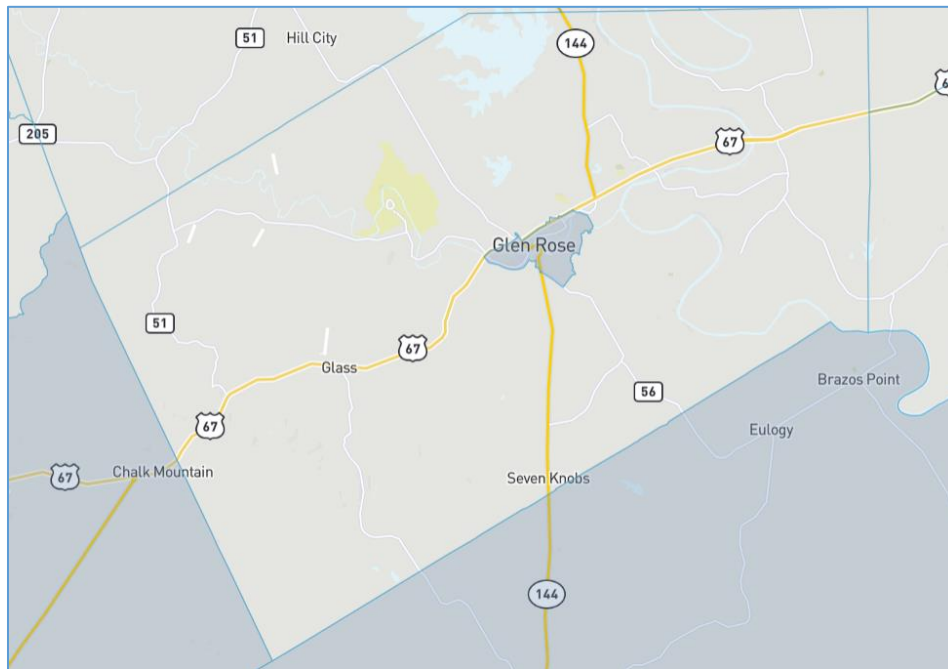 51
Hill City
144
6
205
67
Glen Rose
51
67
Glass
56
Brazos Point
67
Eulogy
67
Chalk Mountain
Seven Knobs
144